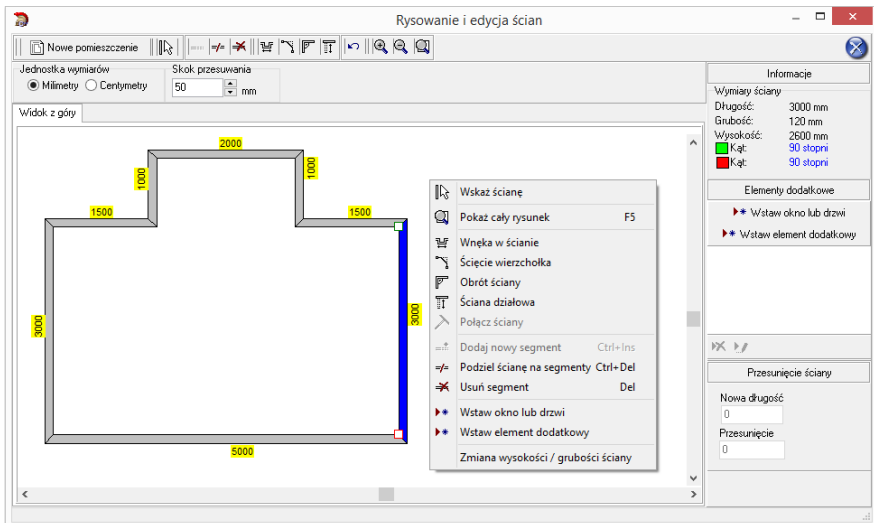 Rysowanie i edycja ścian
Nowe pomieszczenie
Jednostka wymiarów
Milimetry
Centymetry
Skok przesuwania
50
mm
Widok z góry
2000
1000
1000
1500
1500
3000
3000
5000
Wskaż ścianę
Pokaż cały rysunek F5
Wnęka w ścianie
Ścięcie wierzchołka
Obrót ściany
Ściana działowa
Połącz ściany
Dodaj nowy segment Ctrl+Ins
Podziel ścianę na segmenty Ctrl+Del
Usuń segment Del
Wstaw okno lub drzwi
Wstaw element dodatkowy
Zmiana wysokości / grubości ściany
Informacje
Wymiary ściany
Długość: 3000 mm
Grubość: 120 mm
Wysokość: 2600 mm
Kąt: 90 stopni
Kąt: 90 stopni
Elementy dodatkowe
Wstaw okno lub drzwi
Wstaw element dodatkowy
Przesunięcie ściany
Nowa długość
0
Przesunięcie
0